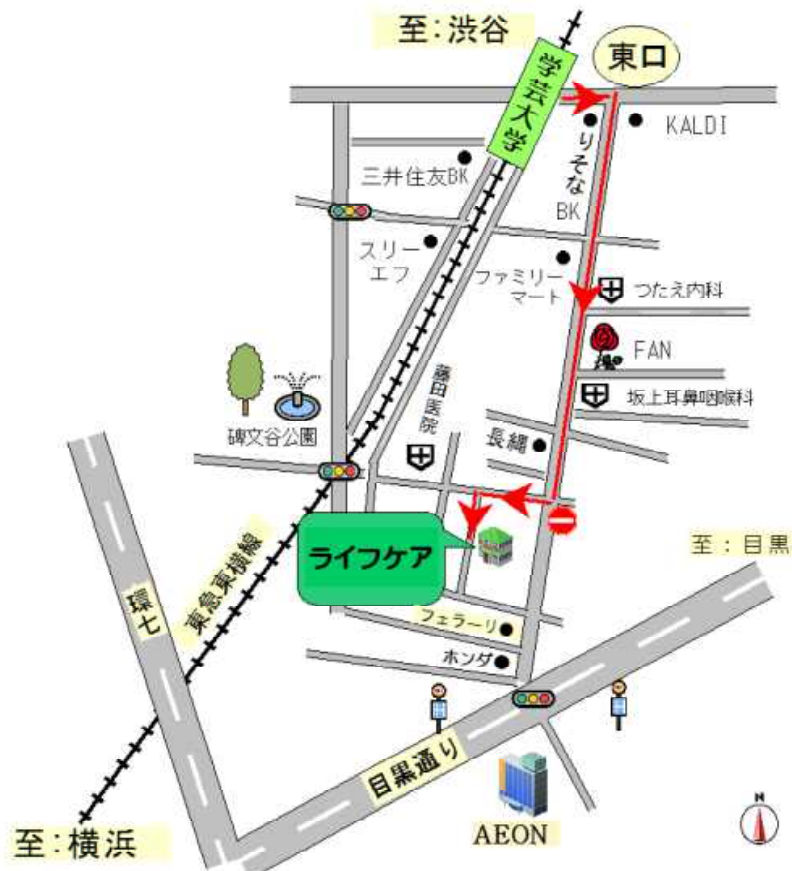 至:渋谷
東口
学芸大学
KALDI
りそな
BK
三井住友BK
スリー
エフ
ファミリー
マート
つたえ内科
FAN
藤田医院
坂上耳鼻咽喉科
碑文谷公園
長縄
至:目黒
ライフケア
環七
東急東横線
フェラーリ
ホンダ
目黒通り
AEON
至:横浜
N